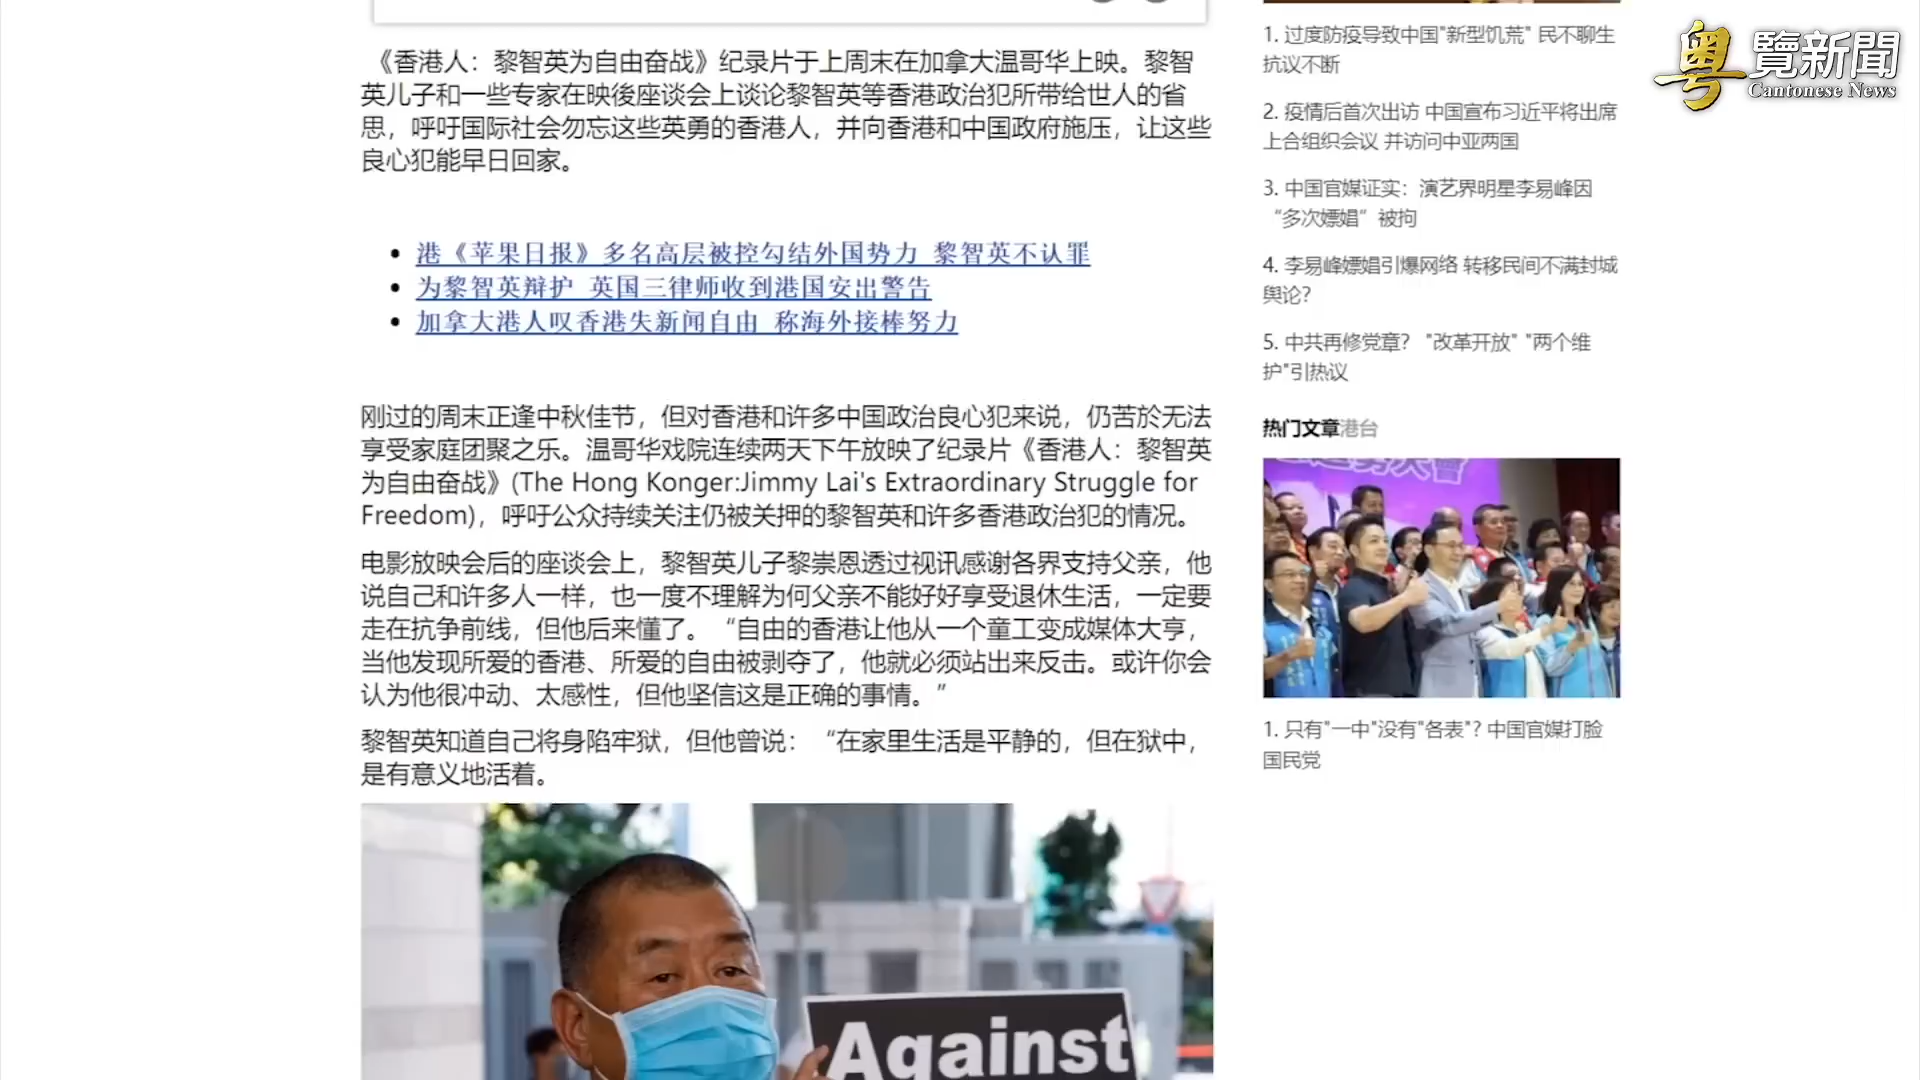 《香港人：黎智英为自由奋战》纪录片于上周末在加拿大温哥华上映。黎智
英儿子和一些专家在映後座谈会上谈论黎智英等香港政治犯所带给世人的省
思，呼吁国际社会勿忘这些英勇的香港人，并向香港和中国政府施压，让这些
良心犯能早日回家。
港《苹果日报》多名高层被控勾结外国势力 黎智英不认罪
为黎智英辩护 英国三律师收到港国安出警告
加拿大港人叹香港失新闻自由 称海外接棒努力
刚过的周末正逢中秋佳节，但对香港和许多中国政治良心犯来说，仍苦於无法
享受家庭团聚之乐。温哥华戏院连续两天下午放映了纪录片《香港人：黎智英
为自由奋战》(The Hong Konger:Jimmy Lai's Extraordinary Struggle for
Freedom)，呼吁公众持续关注仍被关押的黎智英和许多香港政治犯的情况。
电影放映会后的座谈会上，黎智英儿子黎崇恩透过视讯感谢各界支持父亲，他
说自己和许多人一样，也一度不理解为何父亲不能好好享受退休生活，一定要
走在抗争前线，但他后来懂了。“自由的香港让他从一个童工变成媒体大亨，
当他发现所爱的香港、所爱的自由被剥夺了，他就必须站出来反击。或许你会
认为他很冲动、太感性，但他坚信这是正确的事情。”
黎智英知道自己将身陷牢狱，但他曾说：“在家里生活是平静的，但在狱中，
是有意义地活着。
Against
1. 过度防疫导致中国"新型饥荒" 民不聊生
抗议不断
2. 疫情后首次出访 中国宣布习近平将出席
上合组织会议 并访问中亚两国
3. 中国官媒证实：演艺界明星李易峰因
“多次嫖娼”被拘
4. 李易峰嫖娼引爆网络 转移民间不满封城
舆论？
5. 中共再修党章？ "改革开放" "两个维
护"引热议
热门文章港台
1. 只有"一中"没有"各表"? 中国官媒打脸
国民党
粤覽新聞
Cantonese News